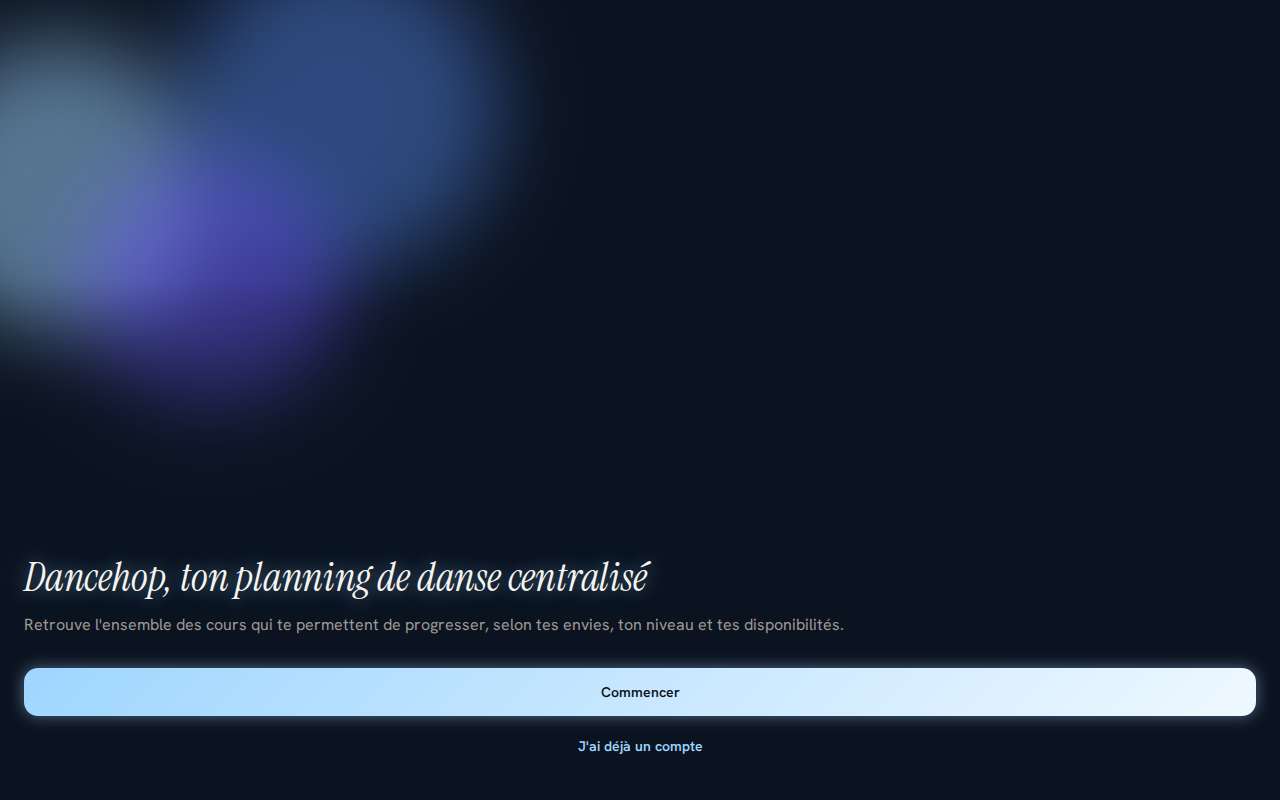 Dancehop, ton planning de danse centralisé
Retrouve l'ensemble des cours qui te permettent de progresser, selon tes envies, ton niveau et tes disponibilités.
Commencer
J'ai déjà un compte